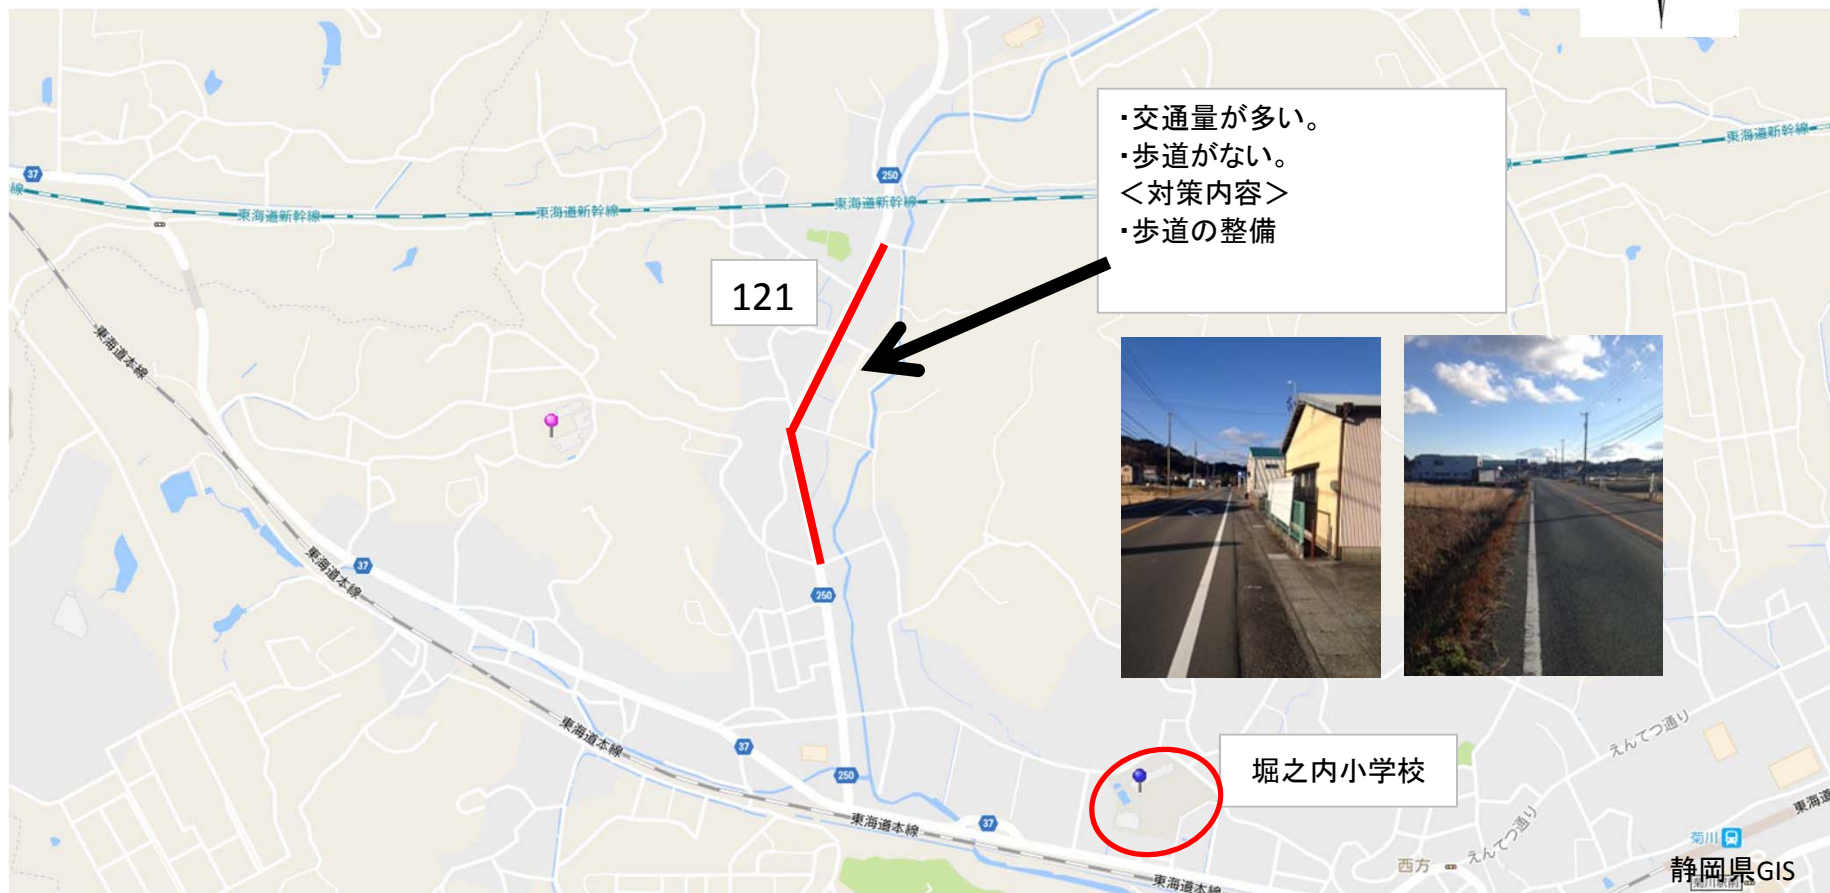 ・交通量が多い。
・歩道がない。
＜対策内容＞
・歩道の整備
東海道新幹線
37
250
線
東海道新幹線
東海道新幹線
東海道新幹線
121
東海道本線
37
東海道本線
250
東海道本線
37
250
堀之内小学校
えんてつ通り
37
東海道本線
東海道
えんてつ通り
菊川
西方
静岡県GIS
東海道本線